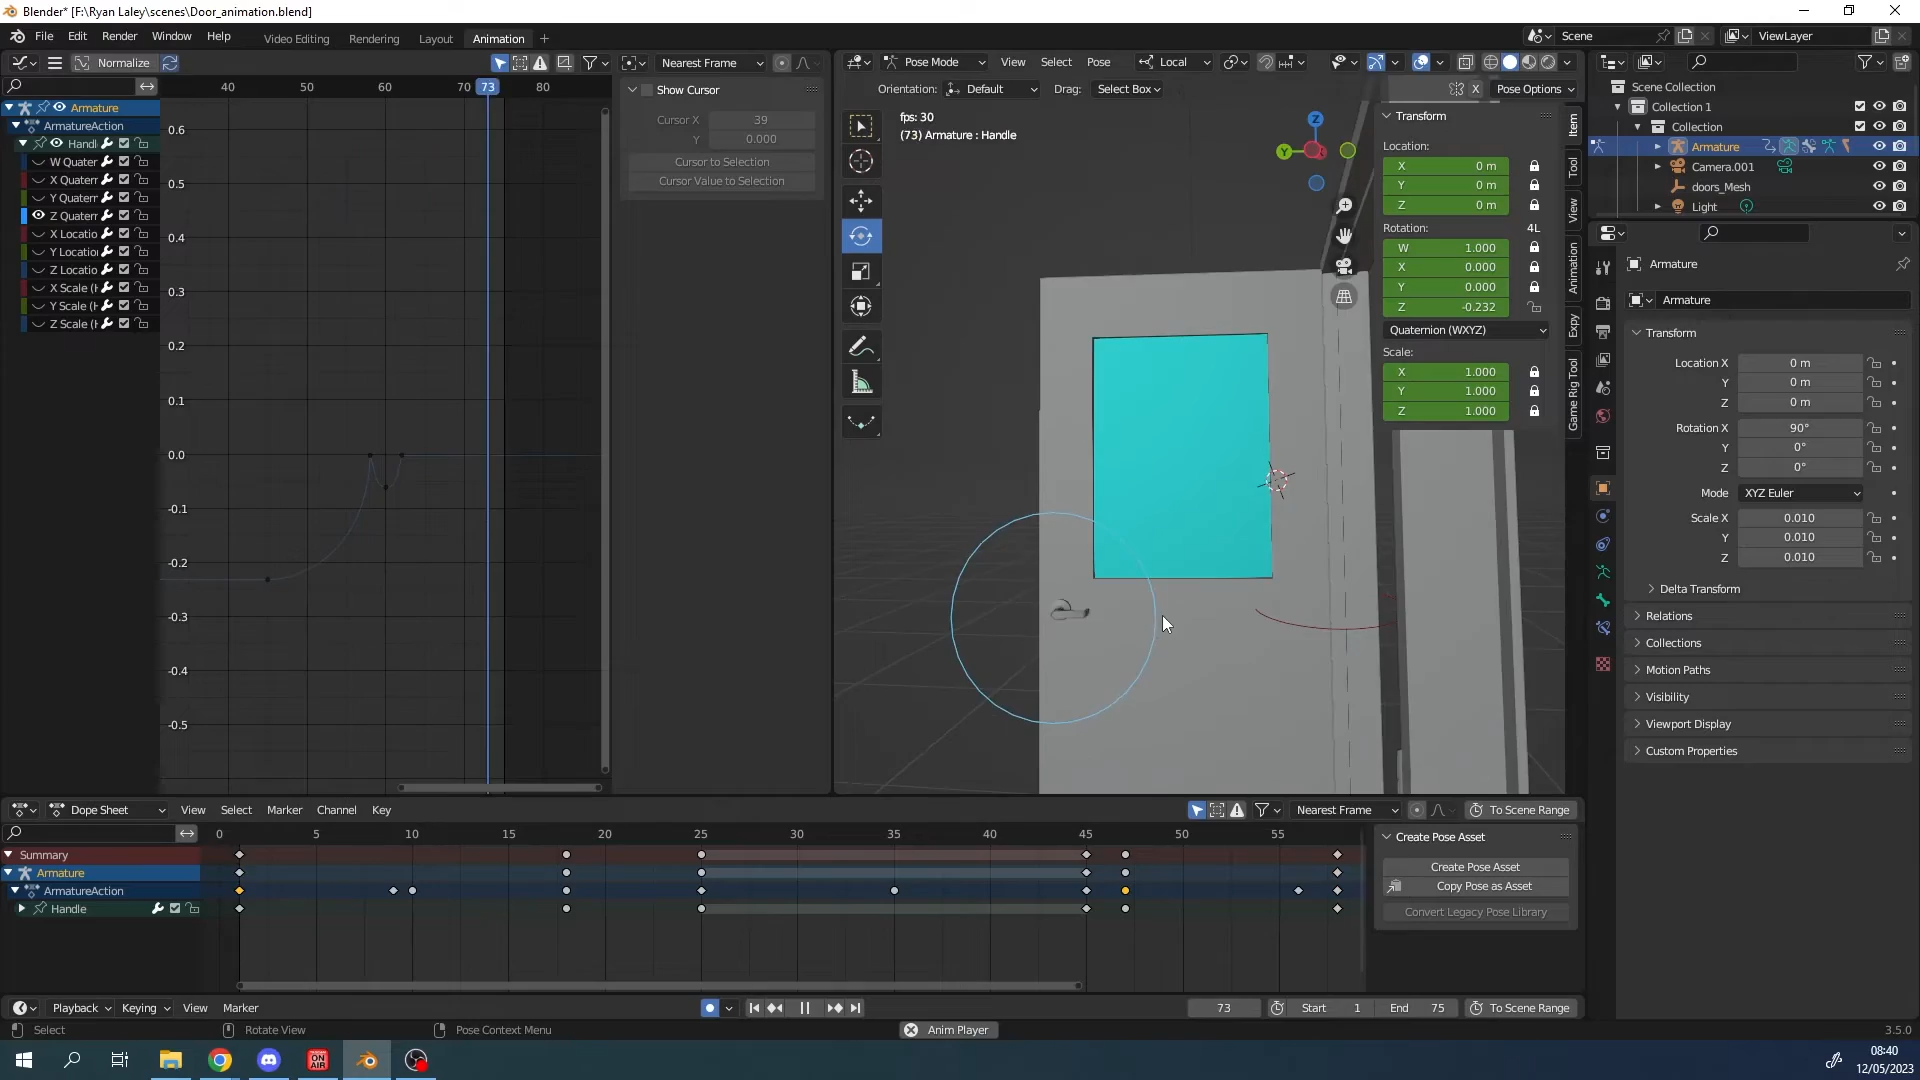 Blender* [F:\Ryan Laley\scenes\Door_animation.blend]
File Edit Render Window Help Video Editing Rendering Layout Animation + Scene ViewLayer
Normalize Nearest Frame Pose Mode View Select Pose Local
Orientation: Default Drag: Select Box X Pose Options
40 50 60 70 73 80
Show Cursor
Cursor X 39
Y 0.000
Cursor to Selection
Cursor Value to Selection
Armature
ArmatureAction
Handl
W Quater
X Quatern
Y Quatern
Z Quatern
X Locatio
Y Location
Z Locatio
X Scale (H
Y Scale (H
Z Scale (H
0.6
0.5
0.4
0.3
0.2
0.1
0.0
-0.1
-0.2
-0.3
-0.4
-0.5
fps: 30
(73) Armature : Handle
Z
Y
Transform
Location:
X 0 m
Y 0 m
Z 0 m
Rotation: 4L
W 1.000
X 0.000
Y 0.000
Z -0.232
Quaternion (WXYZ)
Scale:
X 1.000
Y 1.000
Z 1.000
Item
Tool
View
Animation
Expy
Game Rig Tool
Scene Collection
Collection 1
Collection
Armature
Camera.001
doors_Mesh
Light
Armature
Armature
Transform
Location X 0 m
Y 0 m
Z 0 m
Rotation X 90°
Y 0°
Z 0°
Mode XYZ Euler
Scale X 0.010
Y 0.010
Z 0.010
Delta Transform
Relations
Collections
Motion Paths
Visibility
Viewport Display
Custom Properties
Dope Sheet View Select Marker Channel Key Nearest Frame To Scene Range
0 5 10 15 20 25 30 35 40 45 50 55
Summary
Armature
ArmatureAction
Handle
Create Pose Asset
Create Pose Asset
Copy Pose as Asset
Convert Legacy Pose Library
Playback Keying View Marker 73 Start 1 End 75 To Scene Range
Select Rotate View Pose Context Menu Anim Player 3.5.0
ON AIR
08:40
12/05/2023